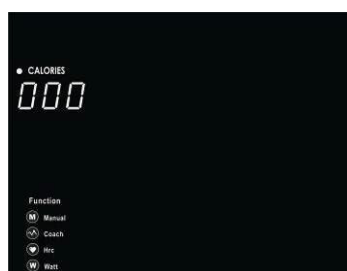 CALORIES
000
Function
M Manual
Coach
Hrc
W Watt